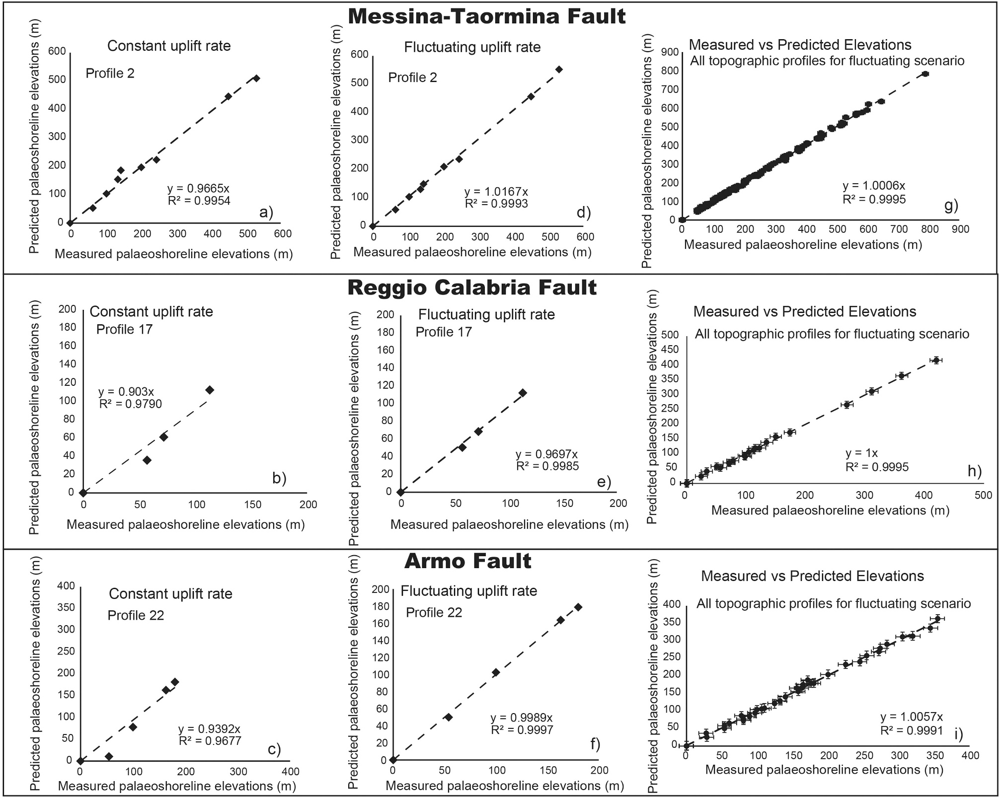 Messina-Taormina Fault
Predicted palaeoshoreline elevations (m)
Constant uplift rate
Profile 2
600
500
400
300
200
100
0
y = 0.9665x
R² = 0.9954
a)
0 100 200 300 400 500 600
Measured palaeoshoreline elevations (m)
Predicted palaeoshoreline elevations (m)
Fluctuating uplift rate
Profile 2
600
500
400
300
200
100
0
y = 1.0167x
R² = 0.9993
d)
0 100 200 300 400 500 600
Measured palaeoshoreline elevations (m)
Predicted palaeoshoreline elevations (m)
Measured vs Predicted Elevations
All topographic profiles for fluctuating scenario
900
800
700
600
500
400
300
200
100
0
y = 1.0006x
R² = 0.9995
g)
0 100 200 300 400 500 600 700 800 900
Measured palaeoshoreline elevations (m)
Reggio Calabria Fault
Predicted palaeoshoreline elevations (m)
Constant uplift rate
Profile 17
200
180
160
140
120
100
80
60
40
20
0
y = 0.903x
R² = 0.9790
b)
0 50 100 150 200
Measured palaeoshoreline elevations (m)
Predicted palaeoshoreline elevations (m)
Fluctuating uplift rate
Profile 17
200
180
160
140
120
100
80
60
40
20
0
y = 0.9697x
R² = 0.9985
e)
0 50 100 150 200
Measured palaeoshoreline elevations (m)
Predicted palaeoshoreline elevations (m)
Measured vs Predicted Elevations
All topographic profiles for fluctuating scenario
500
450
400
350
300
250
200
150
100
50
0
y = 1x
R² = 0.9995
h)
0 100 200 300 400 500
Measured palaeoshoreline elevations (m)
Armo Fault
Predicted palaeoshoreline elevations (m)
Constant uplift rate
Profile 22
400
350
300
250
200
150
100
50
0
y = 0.9392x
R² = 0.9677
c)
0 100 200 300 400
Measured palaeoshoreline elevations (m)
Predicted palaeoshoreline elevations (m)
Fluctuating uplift rate
Profile 22
200
180
160
140
120
100
80
60
40
20
0
y = 0.9989x
R² = 0.9997
f)
0 50 100 150 200
Measured palaeoshoreline elevations (m)
Predicted palaeoshoreline elevations (m)
Measured vs Predicted Elevations
All topographic profiles for fluctuating scenario
400
350
300
250
200
150
100
50
0
y = 1.0057x
R² = 0.9991
i)
0 50 100 150 200 250 300 350 400
Measured palaeoshoreline elevations (m)